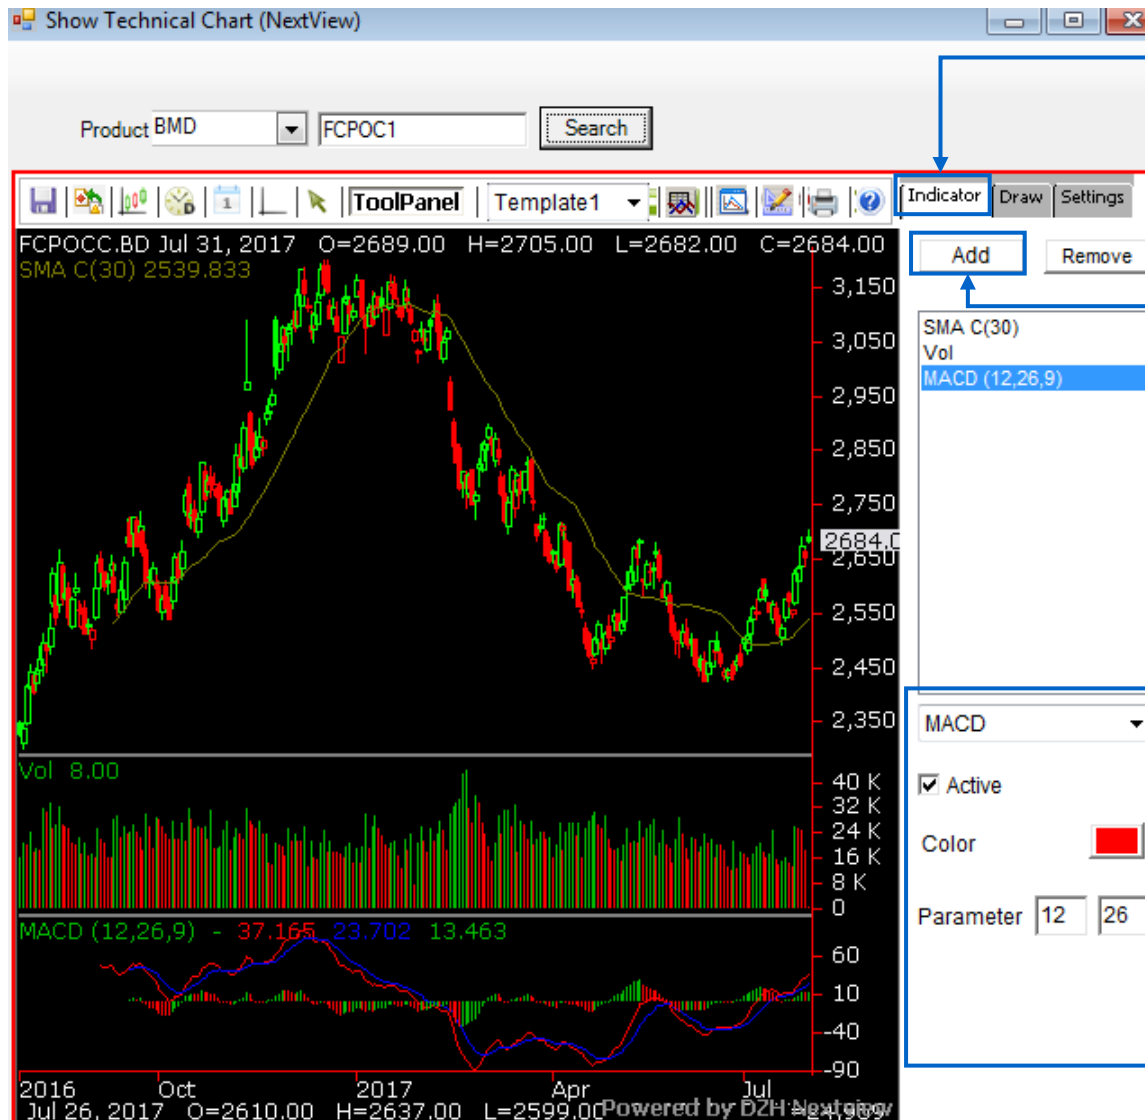 Show Technical Chart (NextView)
Product BMD FCPOC1 Search
ToolPanel Template1
Indicator Draw Settings
FCPOCC.BD Jul 31, 2017 O=2689.00 H=2705.00 L=2682.00 C=2684.00
SMA C(30) 2539.833
Add Remove
3,150
3,050
2,950
2,850
2,750
2684.0
2,650
2,550
2,450
2,350
SMA C(30)
Vol
MACD (12,26,9)
MACD
Active
Color
Parameter 12 26
Vol 8.00
40 K
32 K
24 K
16 K
8 K
0
MACD (12,26,9) - 37.165 23.702 13.463
60
10
-40
-90
2016 Oct 2017 Apr Jul
Jul 26, 2017 O=2610.00 H=2637.00 L=2599.00
Powered by DZH Nextview